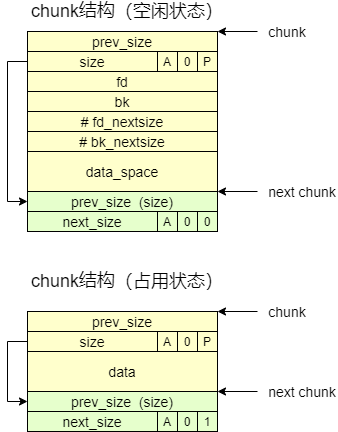 chunk结构（空闲状态）
prev_size
chunk
size A 0 P
fd
bk
# fd_nextsize
# bk_nextsize
data_space
next chunk
prev_size (size)
next_size A 0 0
chunk结构（占用状态）
chunk
prev_size
size A 0 P
data
next chunk
prev_size (size)
next_size A 0 1